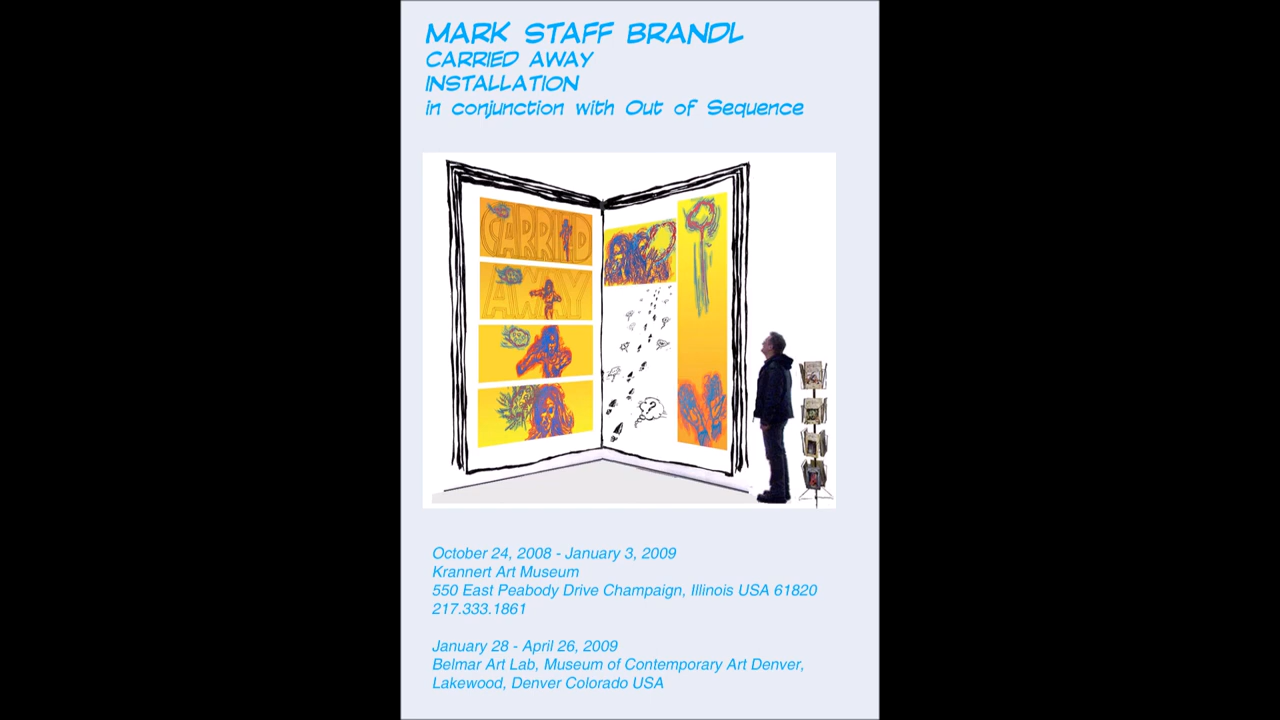 MARK STAFF BRANDL
CARRIED AWAY
INSTALLATION
in conjunction with Out of Sequence
CARRIED
AWAY
?
October 24, 2008 - January 3, 2009
Krannert Art Museum
550 East Peabody Drive Champaign, Illinois USA 61820
217.333.1861
January 28 - April 26, 2009
Belmar Art Lab, Museum of Contemporary Art Denver,
Lakewood, Denver Colorado USA